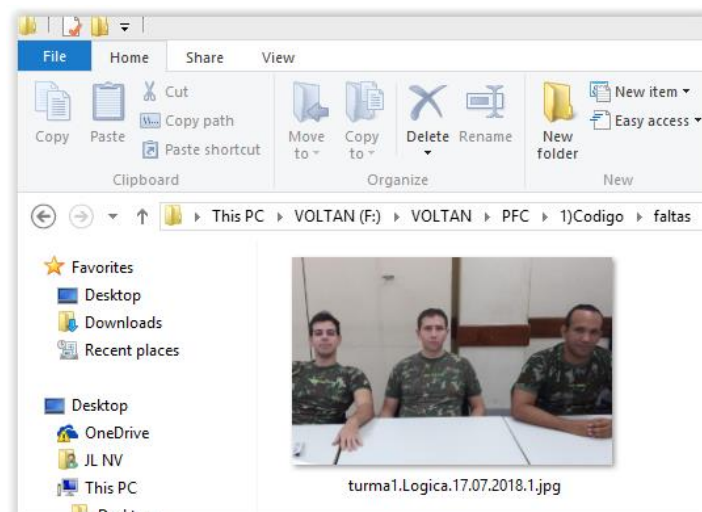 File Home Share View
Cut
Copy path
Paste shortcut
Copy Paste
Move to Copy to Delete Rename
New folder
New item
Easy access
Clipboard Organize New
This PC VOLTAN (F:) VOLTAN PFC 1)Codigo faltas
Favorites
Desktop
Downloads
Recent places
Desktop
OneDrive
JL NV
This PC
turma1.Logica.17.07.2018.1.jpg